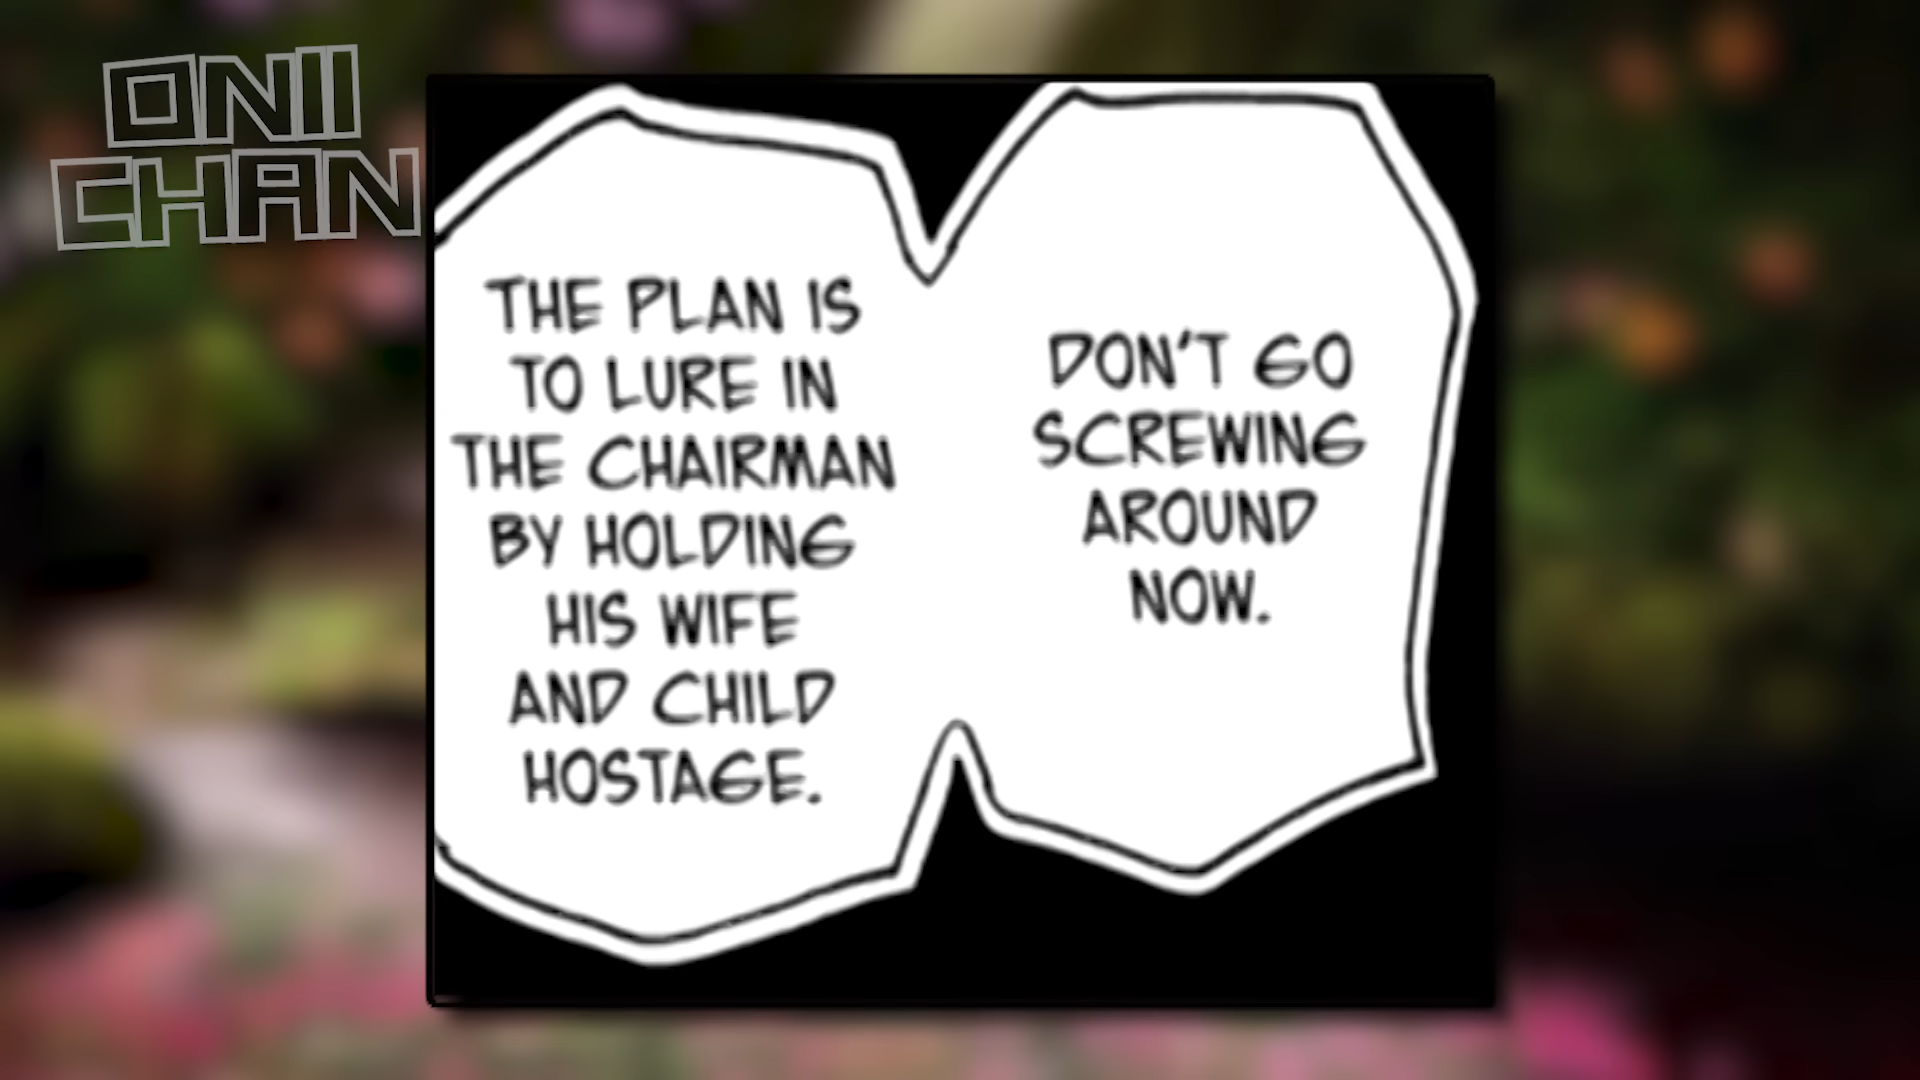 ONII
CHAN
DON'T GO
SCREWING
AROUND
NOW.
THE PLAN IS
TO LURE IN
THE CHAIRMAN
BY HOLDING
HIS WIFE
AND CHILD
HOSTAGE.